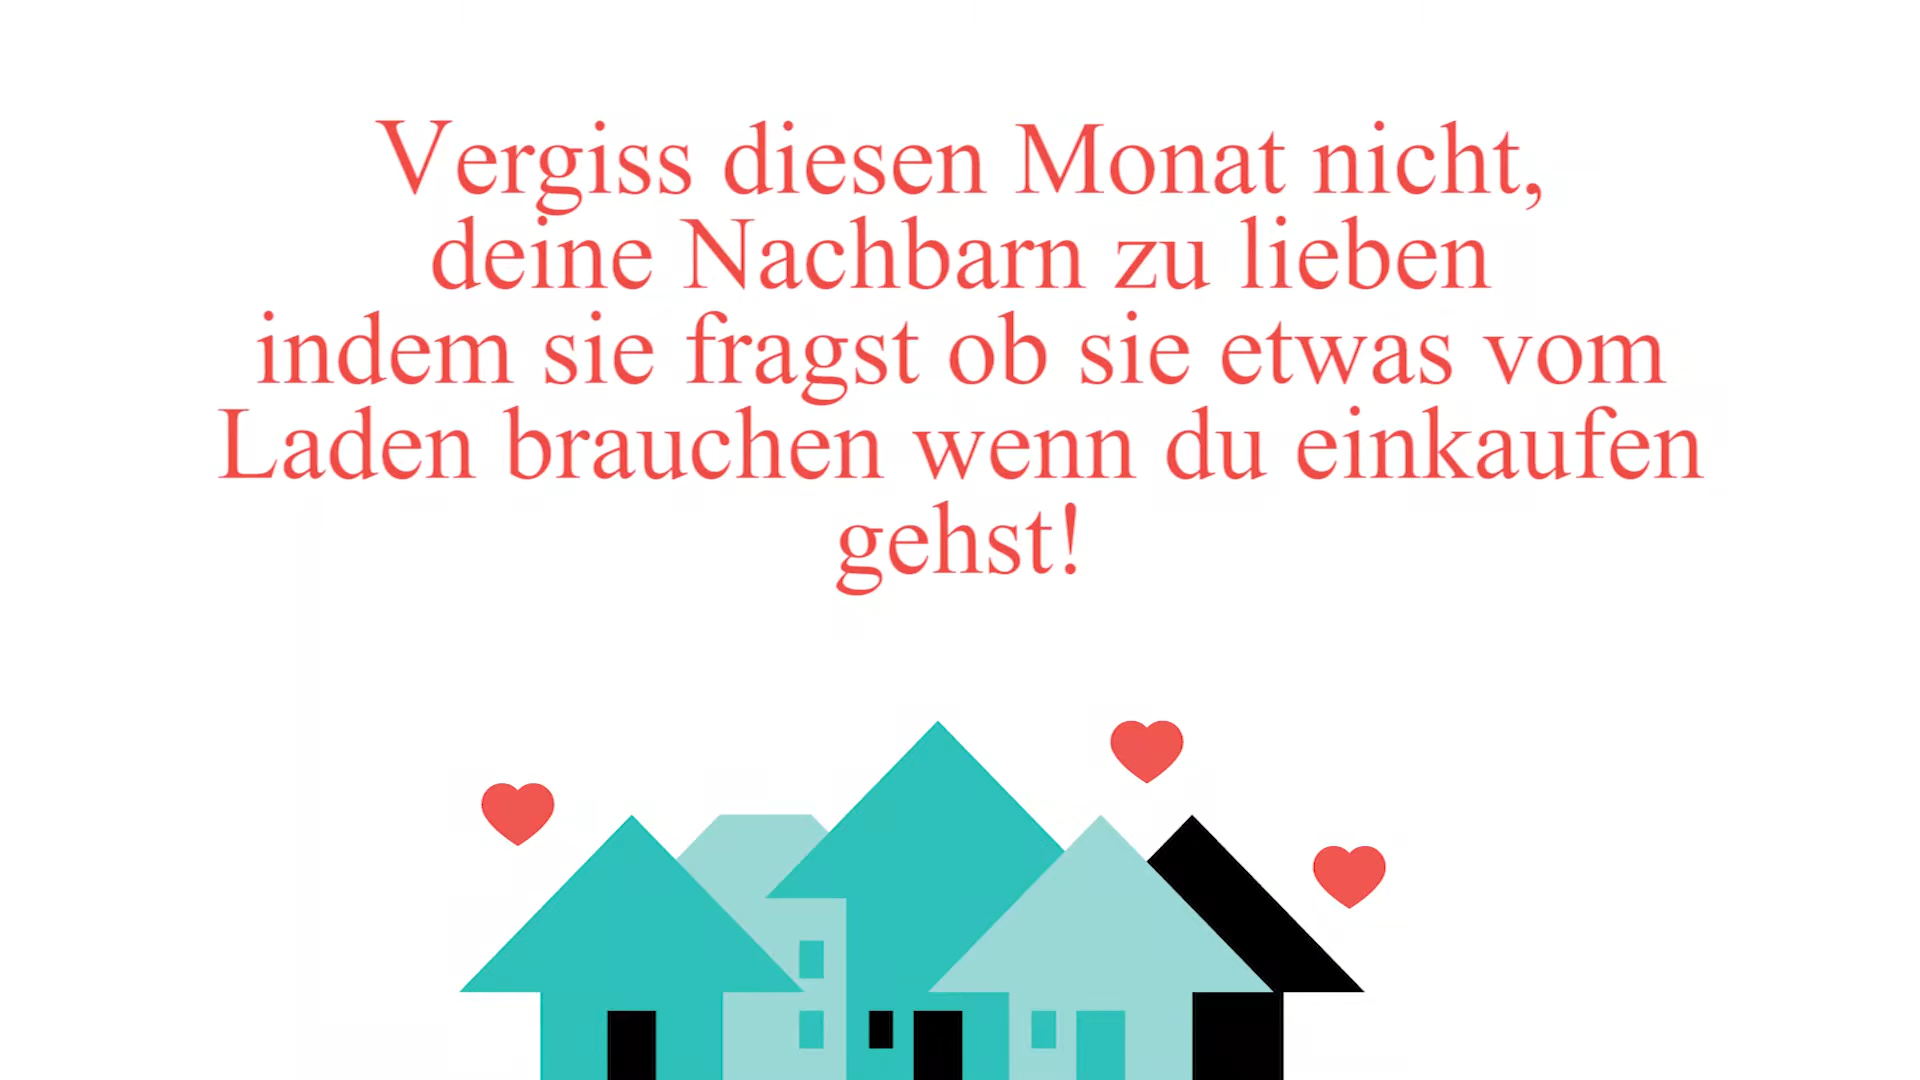 Vergiss diesen Monat nicht,
deine Nachbarn zu lieben
indem sie fragst ob sie etwas vom
Laden brauchen wenn du einkaufen
gehst!